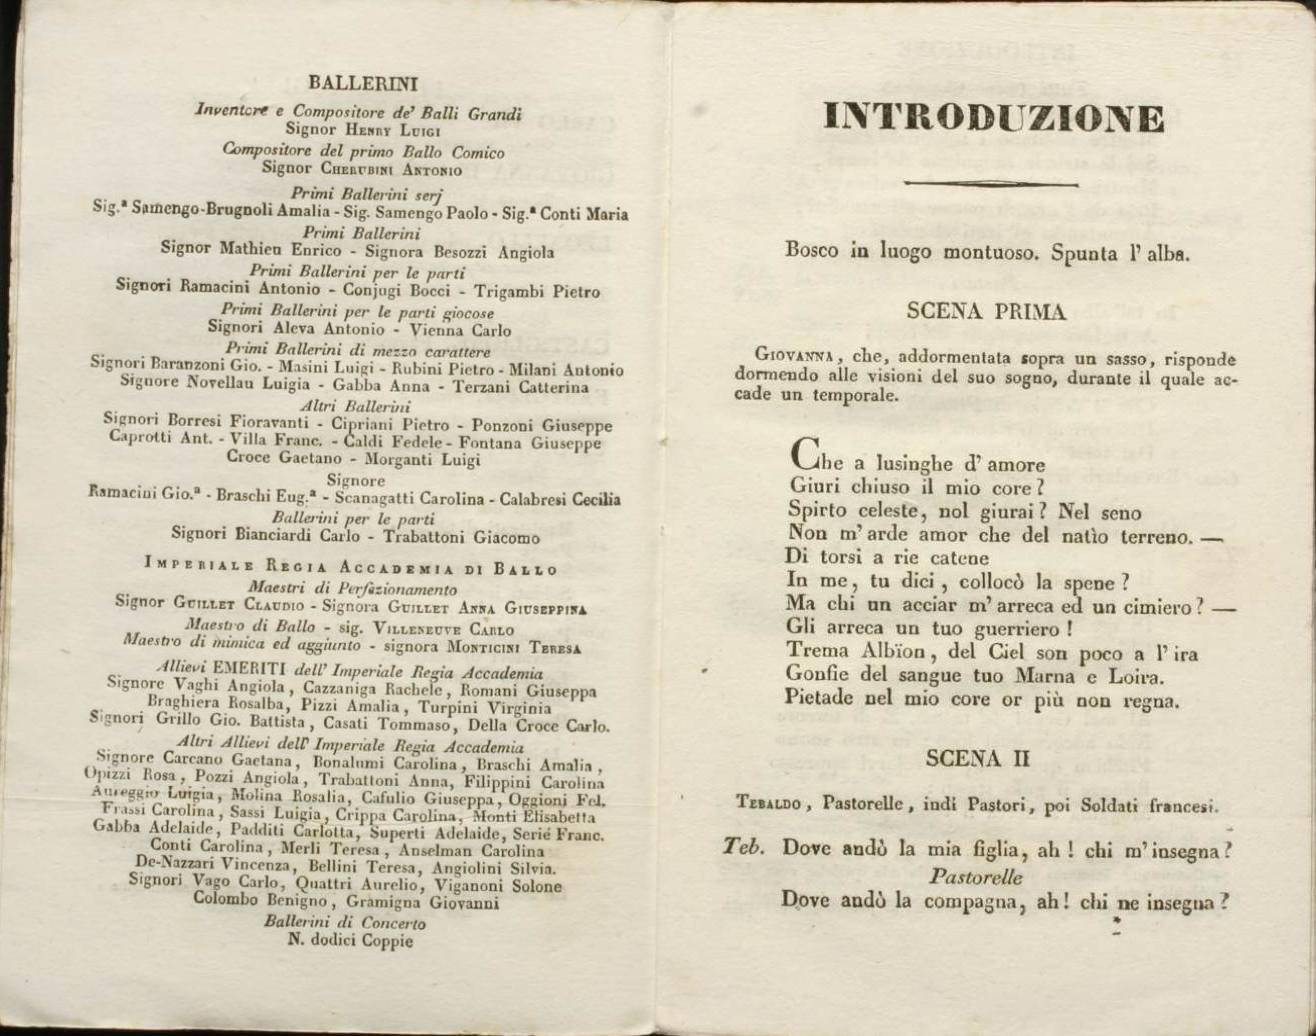 BALLERINI
Inventore e Compositore de' Balli Grandi
Signor Henry Luigi
Compositore del primo Ballo Comico
Signor Cherubini Antonio
Primi Ballerini serj
Sig.ª Samengo-Brugnoli Amalia - Sig. Samengo Paolo - Sig.ª Conti Maria
Primi Ballerini
Signor Mathieu Enrico - Signora Besozzi Angiola
Primi Ballerini per le parti
Signori Ramacini Antonio - Conjugi Bocci - Trigambi Pietro
Primi Ballerini per le parti giocose
Signori Aleva Antonio - Vienna Carlo
Primi Ballerini di mezzo carattere
Signori Baranzoni Gio. - Masini Luigi - Rubini Pietro - Milani Antonio
Signore Novellau Luigia - Gabba Anna - Terzani Catterina
Altri Ballerini
Signori Borresi Fioravanti - Cipriani Pietro - Ponzoni Giuseppe
Caprotti Ant. - Villa Franc. - Caldi Fedele - Fontana Giuseppe
Croce Gaetano - Morganti Luigi
Signore
Ramacini Gio.ª - Braschi Eug.ª - Scanagatti Carolina - Calabresi Cecilia
Ballerini per le parti
Signori Bianciardi Carlo - Trabattoni Giacomo
Imperiale Regia Accademia di Ballo
Maestri di Perfezionamento
Signor Guillet Claudio - Signora Guillet Anna Giuseppina
Maestro di Ballo - sig. Villeneuve Carlo
Maestro di mimica ed aggiunto - signora Monticini Teresa
Allievi EMERITI dell' Imperiale Regia Accademia
Signore Vaghi Angiola, Cazzaniga Rachele, Romani Giuseppa
Braghiera Rosalba, Pizzi Amalia, Turpini Virginia
Signori Grillo Gio. Battista, Casati Tommaso, Della Croce Carlo.
Altri Allievi dell' Imperiale Regia Accademia
Signore Carcano Gaetana, Bonalumi Carolina, Braschi Amalia,
Opizzi Rosa, Pozzi Angiola, Trabattoni Anna, Filippini Carolina
Aureggio Luigia, Molina Rosalia, Cafulio Giuseppa, Oggioni Fel.
Frassi Carolina, Sassi Luigia, Crippa Carolina, Monti Elisabetta
Gabba Adelaide, Padditi Carlotta, Superti Adelaide, Serié Franc.
Conti Carolina, Merli Teresa, Anselman Carolina
De-Nazzari Vincenza, Bellini Teresa, Angiolini Silvia.
Signori Vago Carlo, Quattri Aurelio, Viganoni Solone
Colombo Benigno, Gramigna Giovanni
Ballerini di Concerto
N. dodici Coppie
INTRODUZIONE
Bosco in luogo montuoso. Spunta l' alba.
SCENA PRIMA
Giovanna, che, addormentata sopra un sasso, risponde
dormendo alle visioni del suo sogno, durante il quale ac-
cade un temporale.
Che a lusinghe d' amore
Giuri chiuso il mio core?
Spirto celeste, nol giurai? Nel seno
Non m' arde amor che del natìo terreno. —
Di torsi a rie catene
In me, tu dici, collocò la spene?
Ma chi un acciar m' arreca ed un cimiero? —
Gli arreca un tuo guerriero!
Trema Albïon, del Ciel son poco a l' ira
Gonfie del sangue tuo Marna e Loira.
Pietade nel mio core or più non regna.
SCENA II
Tebaldo, Pastorelle, indi Pastori, poi Soldati francesi.
Teb. Dove andò la mia figlia, ah! chi m' insegna?
Pastorelle
Dove andò la compagna, ah! chi ne insegna?
*